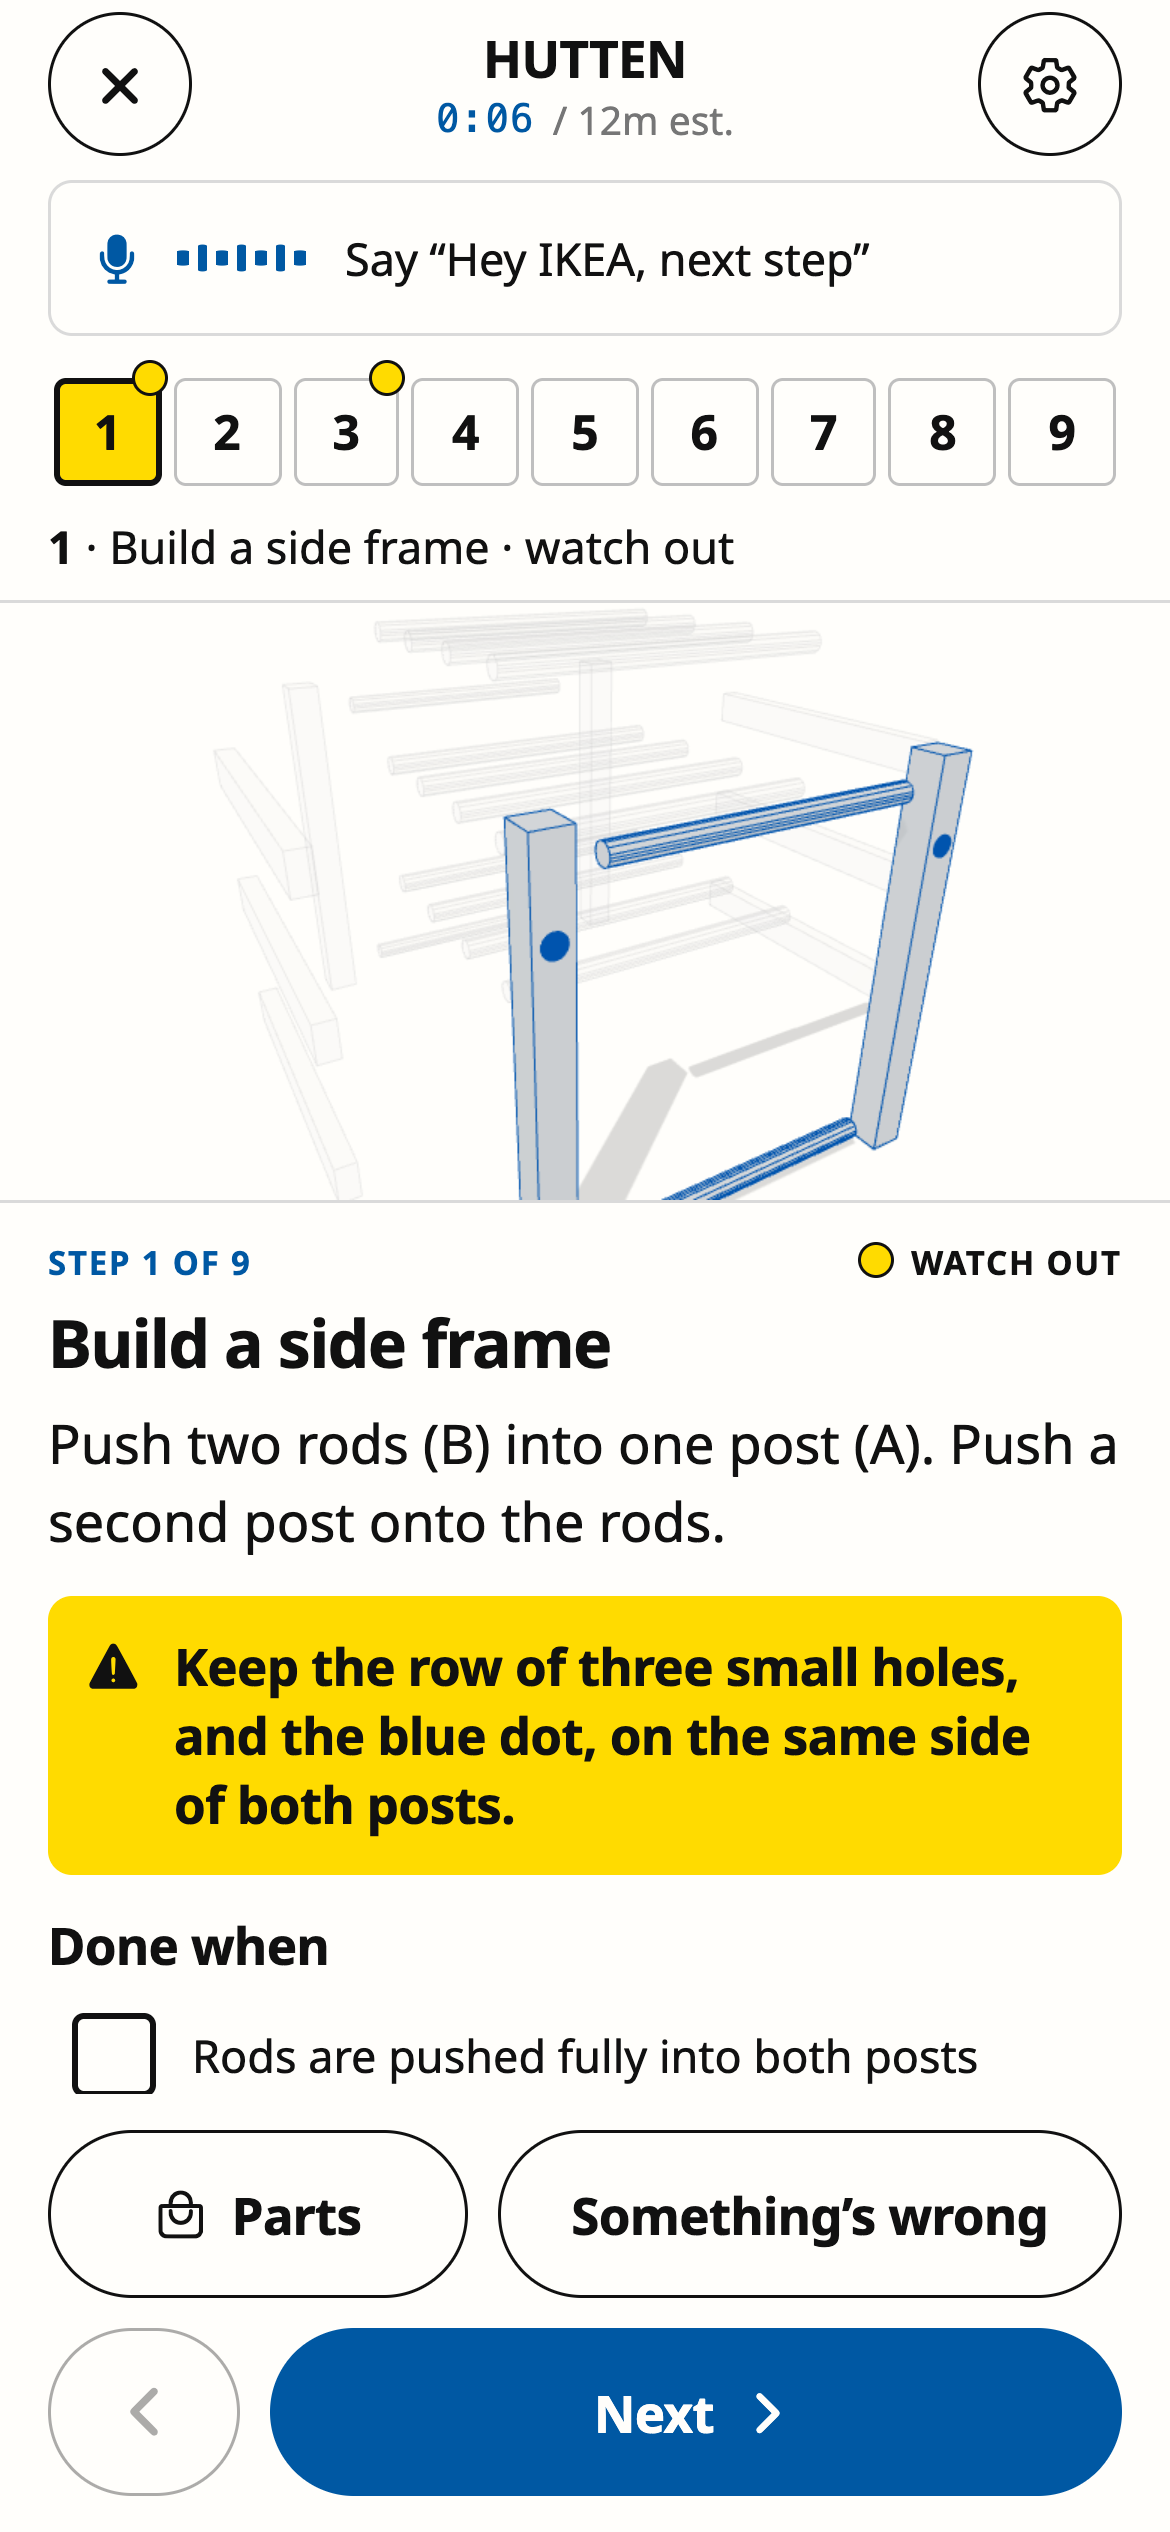 HUTTEN
0:06 / 12m est.
Say “Hey IKEA, next step”
1 2 3 4 5 6 7 8 9
1 · Build a side frame · watch out
STEP 1 OF 9
WATCH OUT
Build a side frame
Push two rods (B) into one post (A). Push a
second post onto the rods.
Keep the row of three small holes,
and the blue dot, on the same side
of both posts.
Done when
Rods are pushed fully into both posts
Parts
Something’s wrong
Next